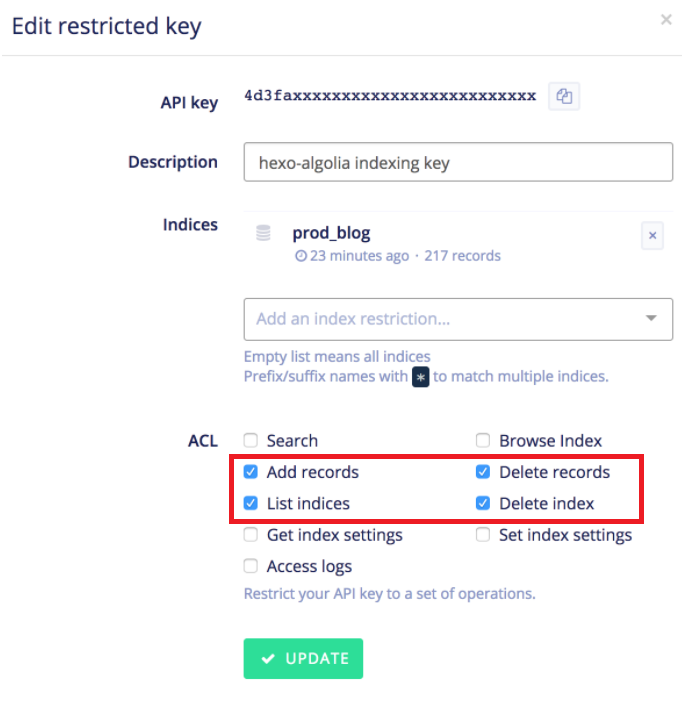 Edit restricted key
×
API key 4d3faxxxxxxxxxxxxxxxxxxxxxxxxxxx
Description hexo-algolia indexing key
Indices prod_blog ×
23 minutes ago · 217 records
Add an index restriction...
Empty list means all indices
Prefix/suffix names with * to match multiple indices.
ACL Search Browse Index
Add records Delete records
List indices Delete index
Get index settings Set index settings
Access logs
Restrict your API key to a set of operations.
UPDATE